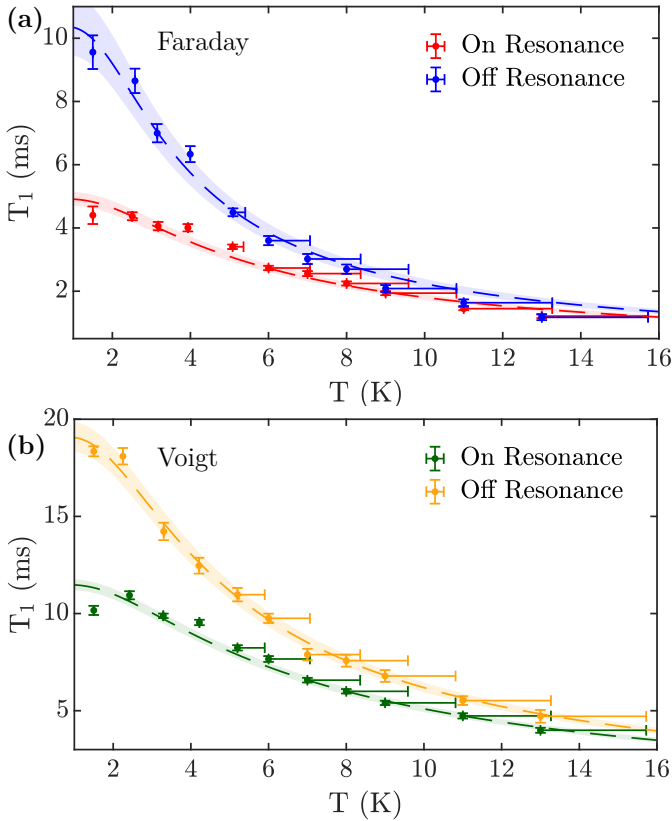 (a)
Faraday
On Resonance
Off Resonance
10
8
6
4
2
T₁ (ms)
2 4 6 8 10 12 14 16
T (K)
(b)
Voigt
On Resonance
Off Resonance
20
15
10
5
T₁ (ms)
2 4 6 8 10 12 14 16
T (K)